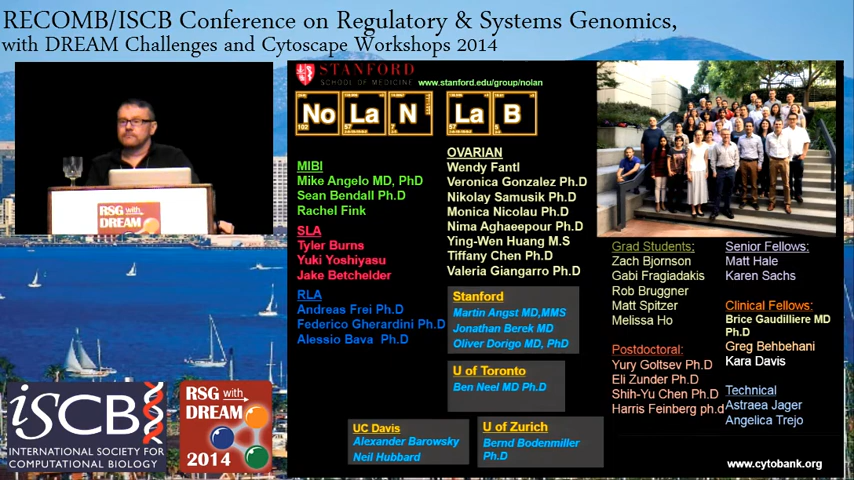 RECOMB/ISCB Conference on Regulatory & Systems Genomics,
with DREAM Challenges and Cytoscape Workshops 2014
STANFORD
SCHOOL OF MEDICINE
www.stanford.edu/group/nolan
No La N La B
102 57 57 5
MIBI
Mike Angelo MD, PhD
Sean Bendall Ph.D
Rachel Fink
SLA
Tyler Burns
Yuki Yoshiyasu
Jake Betchelder
RLA
Andreas Frei Ph.D
Federico Gherardini Ph.D
Alessio Bava Ph.D
OVARIAN
Wendy Fantl
Veronica Gonzalez Ph.D
Nikolay Samusik Ph.D
Monica Nicolau Ph.D
Nima Aghaeepour Ph.D
Ying-Wen Huang M.S
Tiffany Chen Ph.D
Valeria Giangarro Ph.D
Stanford
Martin Angst MD,MMS
Jonathan Berek MD
Oliver Dorigo MD, PhD
U of Toronto
Ben Neel MD Ph.D
UC Davis
Alexander Barowsky
Neil Hubbard
U of Zurich
Bernd Bodenmiller
Ph.D
Grad Students:
Zach Bjornson
Gabi Fragiadakis
Rob Bruggner
Matt Spitzer
Melissa Ho
Postdoctoral:
Yury Goltsev Ph.D
Eli Zunder Ph.D
Shih-Yu Chen Ph.D
Harris Feinberg ph.d
Senior Fellows:
Matt Hale
Karen Sachs
Clinical Fellows:
Brice Gaudilliere MD
Ph.D
Greg Behbehani
Kara Davis
Technical
Astraea Jager
Angelica Trejo
www.cytobank.org
RSG with
DREAM
iSCB
INTERNATIONAL SOCIETY FOR
COMPUTATIONAL BIOLOGY
RSG with
DREAM
2014